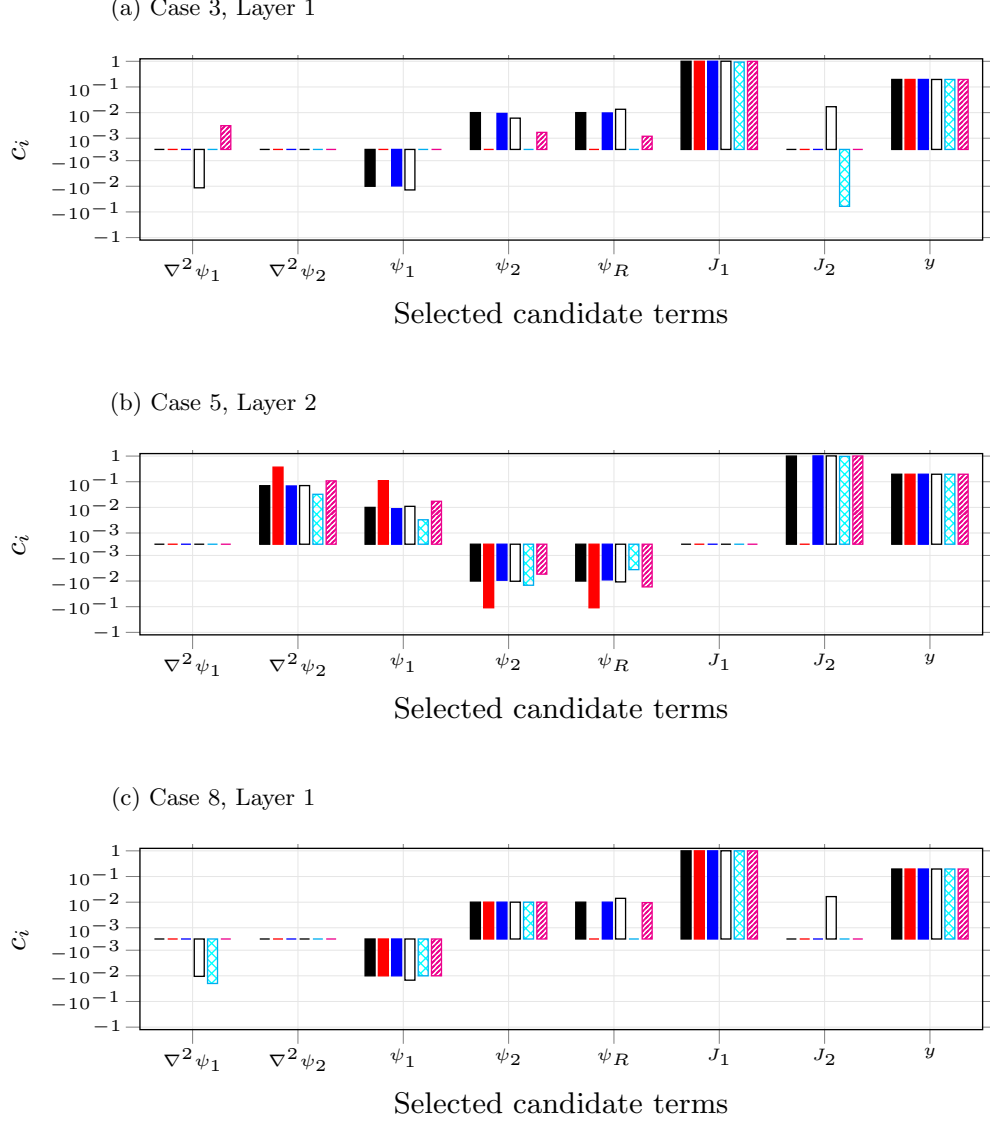 (a) Case 3, Layer 1
1
10⁻¹
10⁻²
10⁻³
−10⁻³
−10⁻²
−10⁻¹
−1
cᵢ
∇²ψ₁ ∇²ψ₂ ψ₁ ψ₂ ψ_R J₁ J₂ y
Selected candidate terms
(b) Case 5, Layer 2
1
10⁻¹
10⁻²
10⁻³
−10⁻³
−10⁻²
−10⁻¹
−1
cᵢ
∇²ψ₁ ∇²ψ₂ ψ₁ ψ₂ ψ_R J₁ J₂ y
Selected candidate terms
(c) Case 8, Layer 1
1
10⁻¹
10⁻²
10⁻³
−10⁻³
−10⁻²
−10⁻¹
−1
cᵢ
∇²ψ₁ ∇²ψ₂ ψ₁ ψ₂ ψ_R J₁ J₂ y
Selected candidate terms